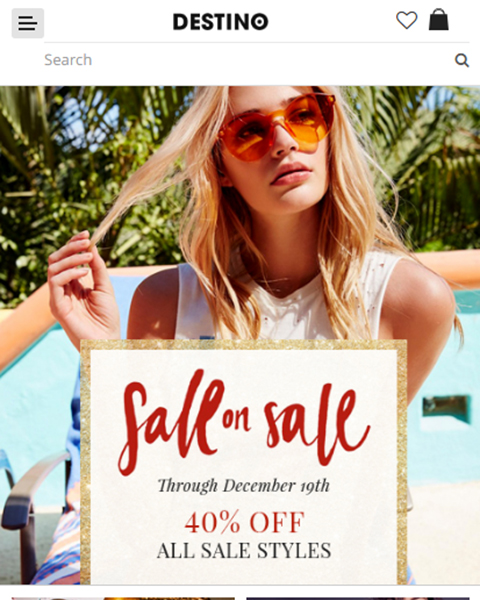 DESTINO
Search
Sale on sale
Through December 19th
40% OFF
ALL SALE STYLES